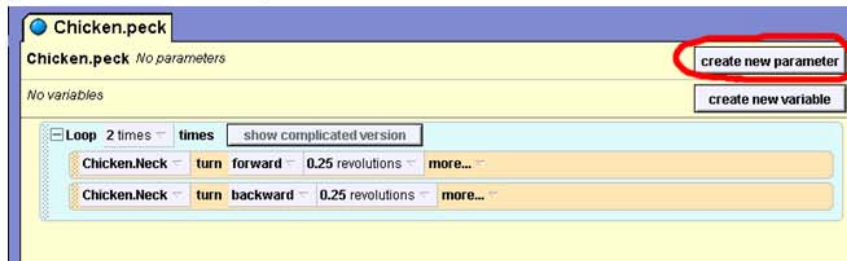 Chicken.peck
Chicken.peck No parameters
create new parameter
No variables
create new variable
Loop 2 times times show complicated version
Chicken.Neck turn forward 0.25 revolutions more...
Chicken.Neck turn backward 0.25 revolutions more...